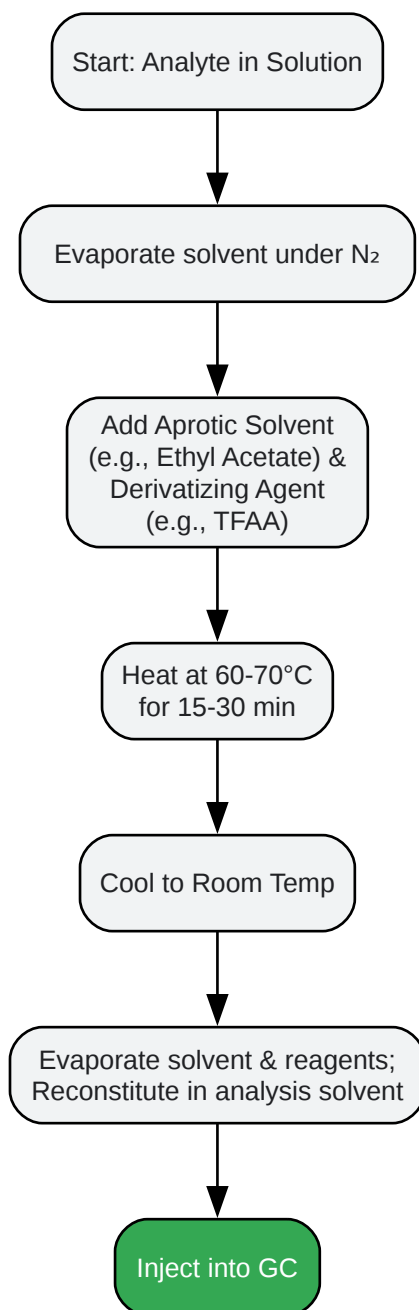 Start: Analyte in Solution
Evaporate solvent under N₂
Add Aprotic Solvent
(e.g., Ethyl Acetate) &
Derivatizing Agent
(e.g., TFAA)
Heat at 60-70°C
for 15-30 min
Cool to Room Temp
Evaporate solvent & reagents;
Reconstitute in analysis solvent
Inject into GC